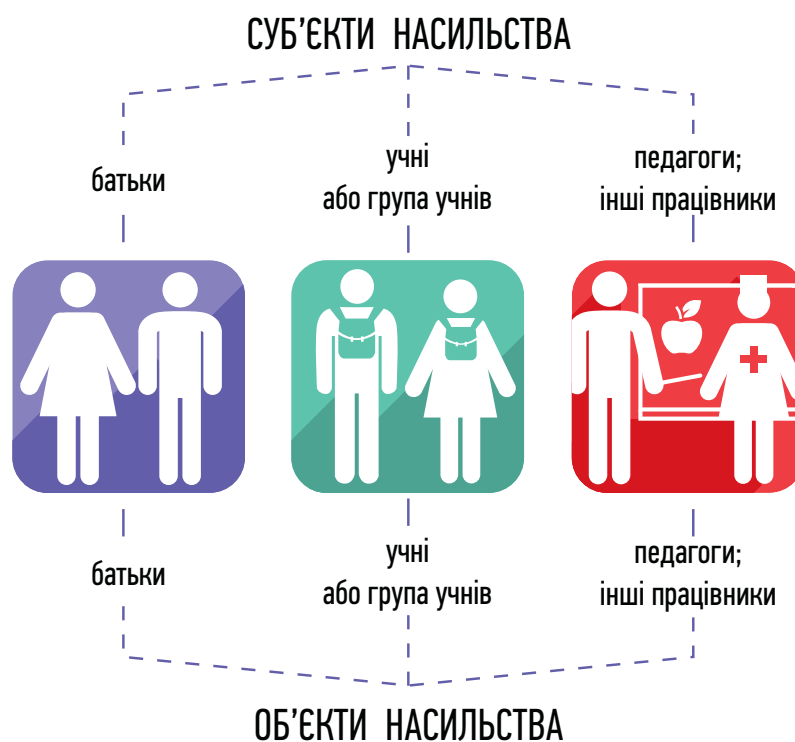 СУБ’ЄКТИ НАСИЛЬСТВА
батьки
учні
або група учнів
педагоги;
інші працівники
батьки
учні
або група учнів
педагоги;
інші працівники
ОБ’ЄКТИ НАСИЛЬСТВА